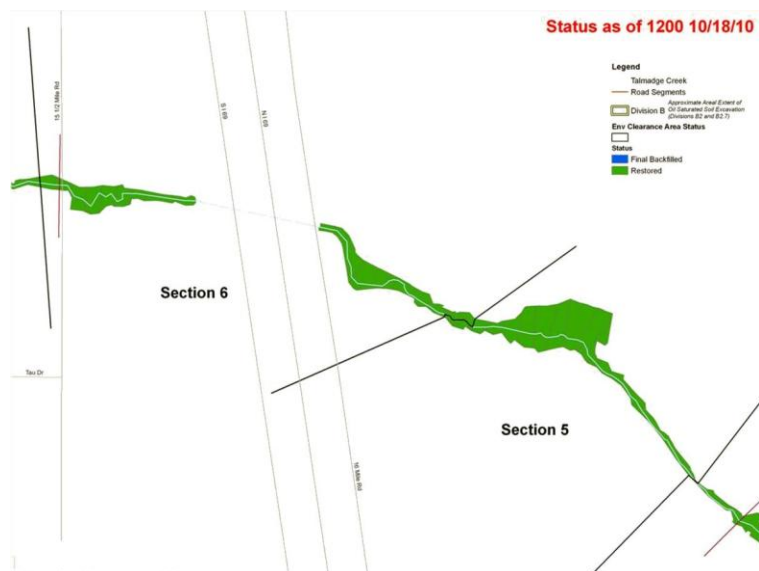 Status as of 1200 10/18/10
Legend
Talmadge Creek
Road Segments
Division B
Approximate Areal Extent of
Oil Saturated Soil Excavation
(Divisions B2 and B2.7)
Env Clearance Area Status
Status
Final Backfilled
Restored
15 1/2 Mile Rd
S I 69
N I 69
Section 6
Tau Dr
Section 5
16 Mile Rd